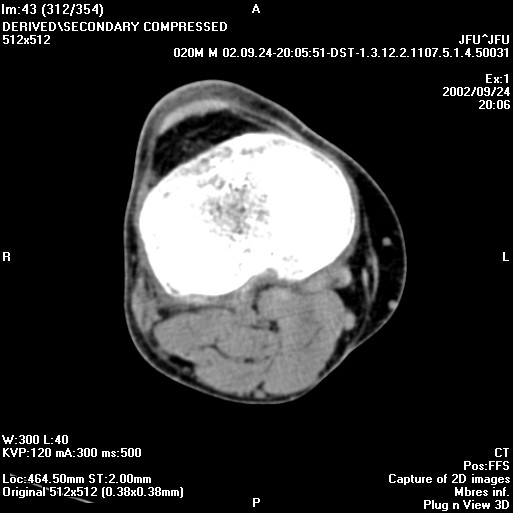 Im:43 (312/354)
A
DERIVED\SECONDARY COMPRESSED
512x512
JFU^JFU
020M M 02.09.24-20:05:51-DST-1.3.12.2.1107.5.1.4.50031
Ex:1
2002/09/24
20:06
R
L
W:300 L:40
KVP:120 mA:300 ms:500
CT
Pos:FFS
Loc:464.50mm ST:2.00mm
Capture of 2D images
Original 512x512 (0.38x0.38mm)
Mbres inf.
P
Plug n View 3D